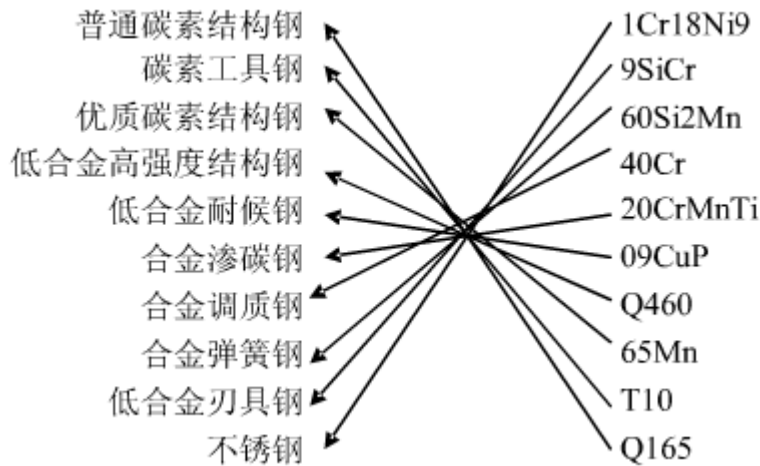 普通碳素结构钢 1Cr18Ni9
碳素工具钢 9SiCr
优质碳素结构钢 60Si2Mn
低合金高强度结构钢 40Cr
低合金耐候钢 20CrMnTi
合金渗碳钢 09CuP
合金调质钢 Q460
合金弹簧钢 65Mn
低合金刃具钢 T10
不锈钢 Q165